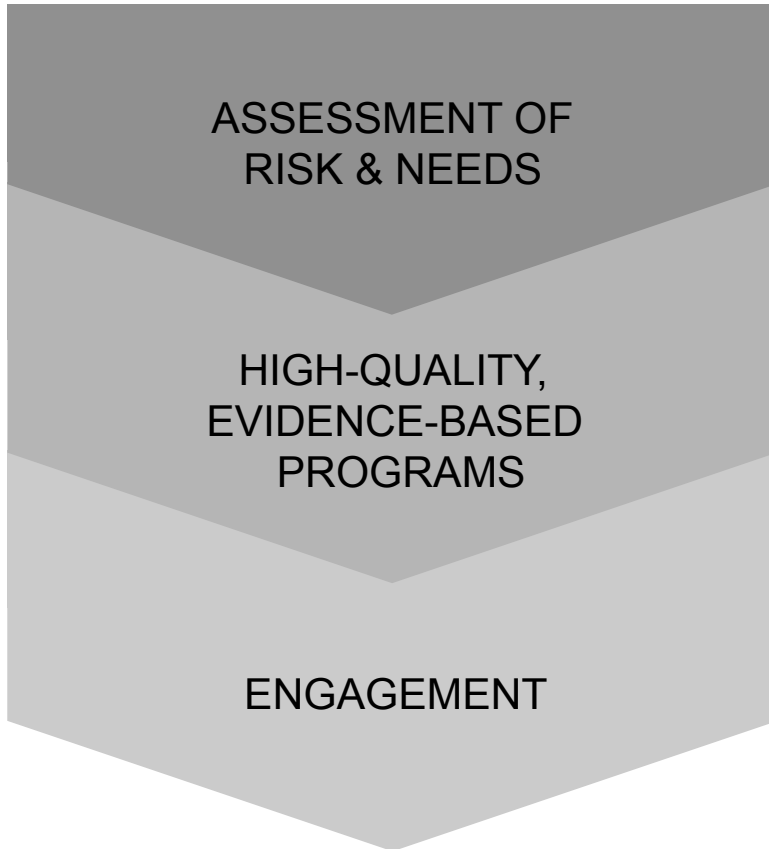 ASSESSMENT OF
RISK & NEEDS
HIGH-QUALITY,
EVIDENCE-BASED
PROGRAMS
ENGAGEMENT